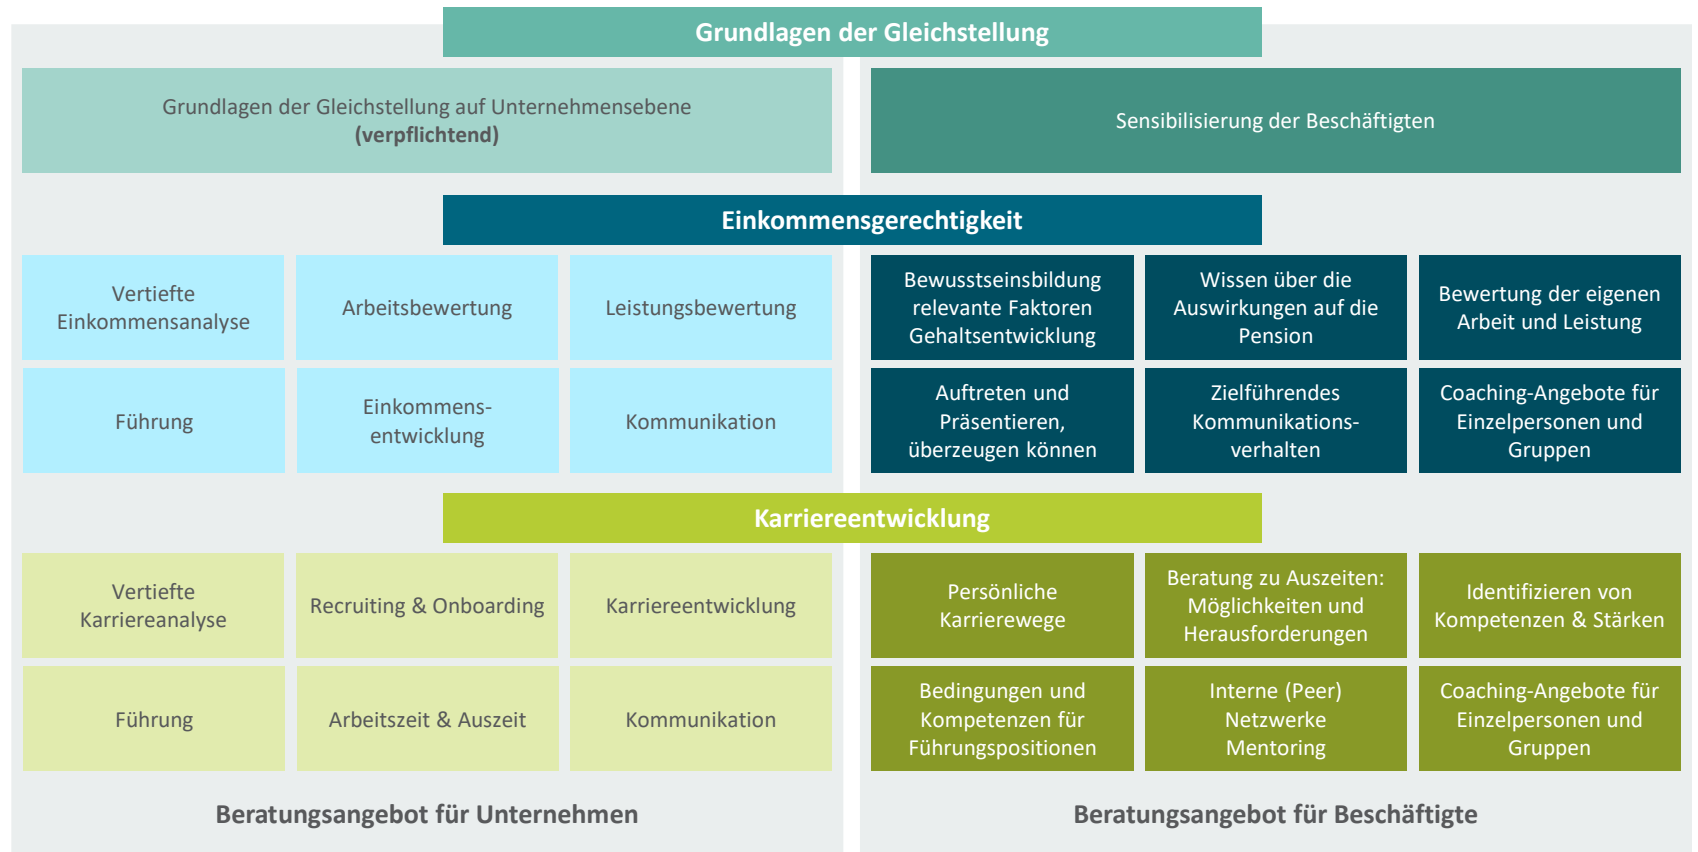 Grundlagen der Gleichstellung
Grundlagen der Gleichstellung auf Unternehmensebene
(verpflichtend)
Sensibilisierung der Beschäftigten
Einkommensgerechtigkeit
Vertiefte
Einkommensanalyse
Arbeitsbewertung
Leistungsbewertung
Bewusstseinsbildung
relevante Faktoren
Gehaltsentwicklung
Wissen über die
Auswirkungen auf die
Pension
Bewertung der eigenen
Arbeit und Leistung
Führung
Einkommens-
entwicklung
Kommunikation
Auftreten und
Präsentieren,
überzeugen können
Zielführendes
Kommunikations-
verhalten
Coaching-Angebote für
Einzelpersonen und
Gruppen
Karriereentwicklung
Vertiefte
Karriereanalyse
Recruiting & Onboarding
Karriereentwicklung
Persönliche
Karrierewege
Beratung zu Auszeiten:
Möglichkeiten und
Herausforderungen
Identifizieren von
Kompetenzen & Stärken
Führung
Arbeitszeit & Auszeit
Kommunikation
Bedingungen und
Kompetenzen für
Führungspositionen
Interne (Peer)
Netzwerke
Mentoring
Coaching-Angebote für
Einzelpersonen und
Gruppen
Beratungsangebot für Unternehmen
Beratungsangebot für Beschäftigte